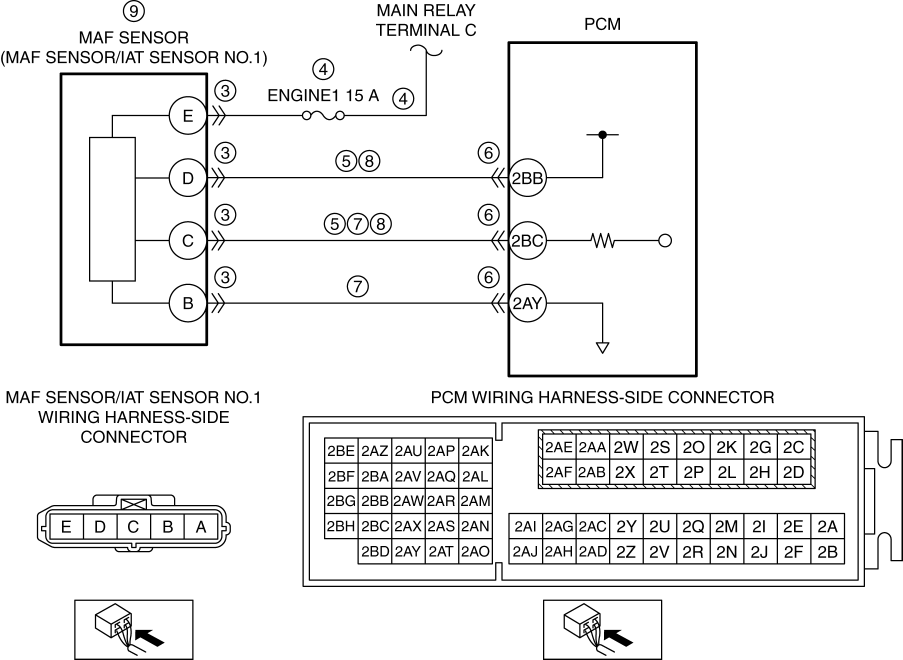 9
MAF SENSOR
(MAF SENSOR/IAT SENSOR NO.1)
MAIN RELAY
TERMINAL C
PCM
3
4
ENGINE1 15 A
4
E
3
5 8
6
D
2BB
3
5 7 8
6
C
2BC
3
7
6
B
2AY
MAF SENSOR/IAT SENSOR NO.1
WIRING HARNESS-SIDE
CONNECTOR
E D C B A
PCM WIRING HARNESS-SIDE CONNECTOR
2BE 2AZ 2AU 2AP 2AK
2BF 2BA 2AV 2AQ 2AL
2BG 2BB 2AW 2AR 2AM
2BH 2BC 2AX 2AS 2AN
2BD 2AY 2AT 2AO
2AE 2AA 2W 2S 2O 2K 2G 2C
2AF 2AB 2X 2T 2P 2L 2H 2D
2AI 2AG 2AC 2Y 2U 2Q 2M 2I 2E 2A
2AJ 2AH 2AD 2Z 2V 2R 2N 2J 2F 2B